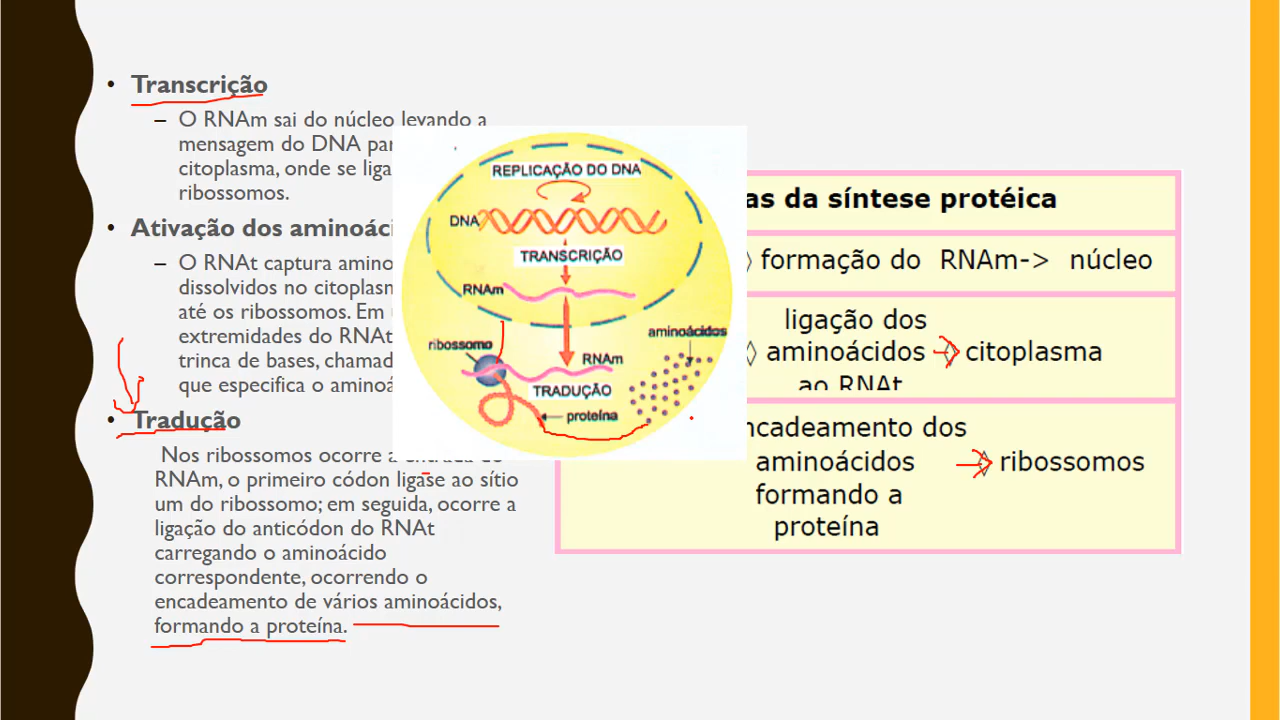 • Transcrição
– O RNAm sai do núcleo levando a
mensagem do DNA par
citoplasma, onde se liga
ribossomos.
• Ativação dos aminoáci
– O RNAt captura amino
dissolvidos no citoplasm
até os ribossomos. Em
extremidades do RNAt
trinca de bases, chamad
que especifica o aminoá
• Tradução
Nos ribossomos ocorre a entrada do
RNAm, o primeiro códon ligase ao sítio
um do ribossomo; em seguida, ocorre a
ligação do anticódon do RNAt
carregando o aminoácido
correspondente, ocorrendo o
encadeamento de vários aminoácidos,
formando a proteína.
REPLICAÇÃO DO DNA
DNA
TRANSCRIÇÃO
RNAm
ribossomo
aminoácidos
RNAm
TRADUÇÃO
proteína
as da síntese protéica
formação do RNAm-> núcleo
ligação dos
aminoácidos citoplasma
ao RNAt
ncadeamento dos
aminoácidos ribossomos
formando a
proteína